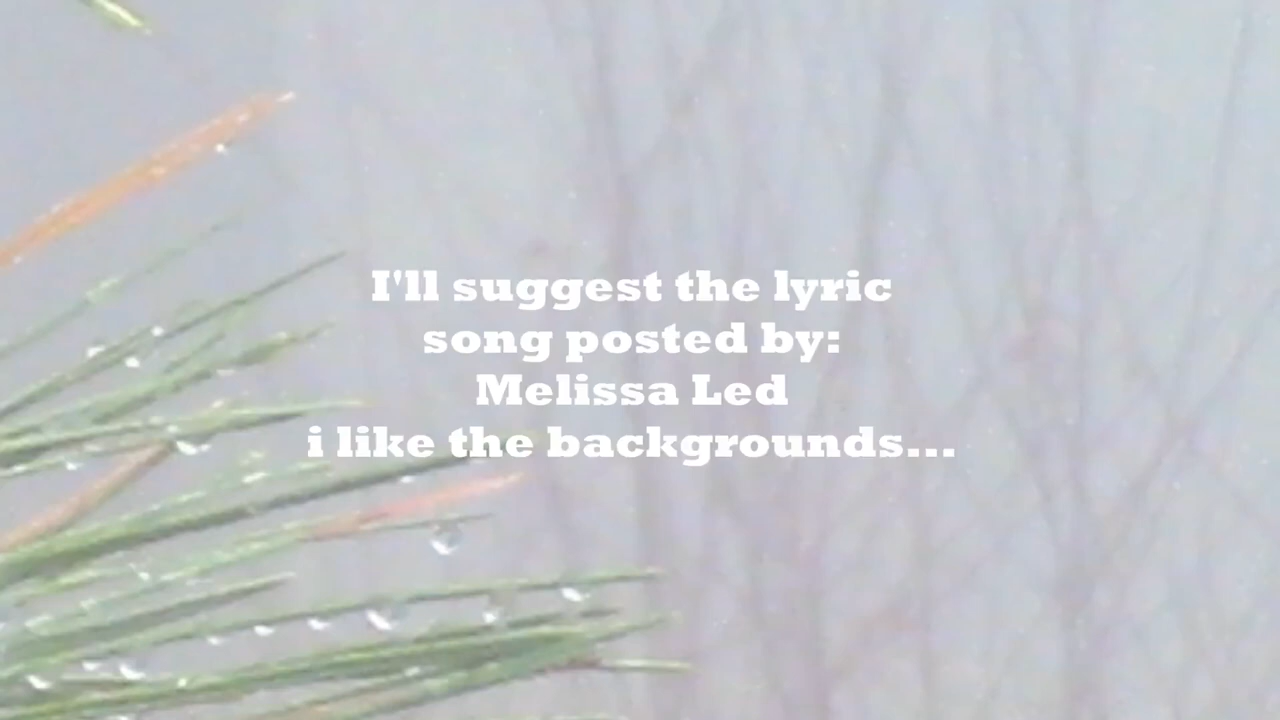 I'll suggest the lyric
song posted by:
Melissa Led
i like the backgrounds...